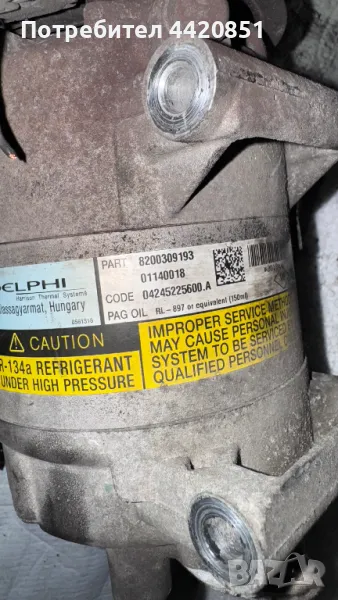 Потребител 4420851
DELPHI
Harrison Thermal Systems
Balassagyarmat, Hungary
PART 8200309193
01140018
CODE 04245225600.A
PAG OIL RL-897 or equivalent (150ml)
CAUTION
R-134a REFRIGERANT
UNDER HIGH PRESSURE
IMPROPER SERVICE
MAY CAUSE PERSONAL
SYSTEM TO BE SERVICED
QUALIFIED PERSONNEL
BAZAR